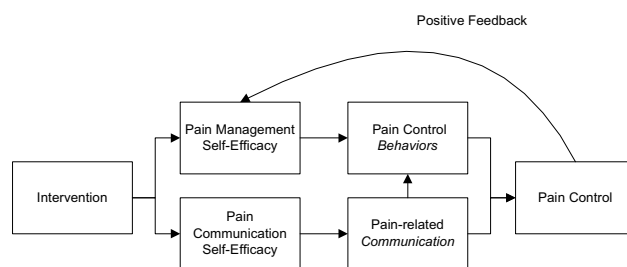 Positive Feedback
Pain Management
Self-Efficacy
Pain Control
Behaviors
Intervention
Pain Control
Pain
Communication
Self-Efficacy
Pain-related
Communication